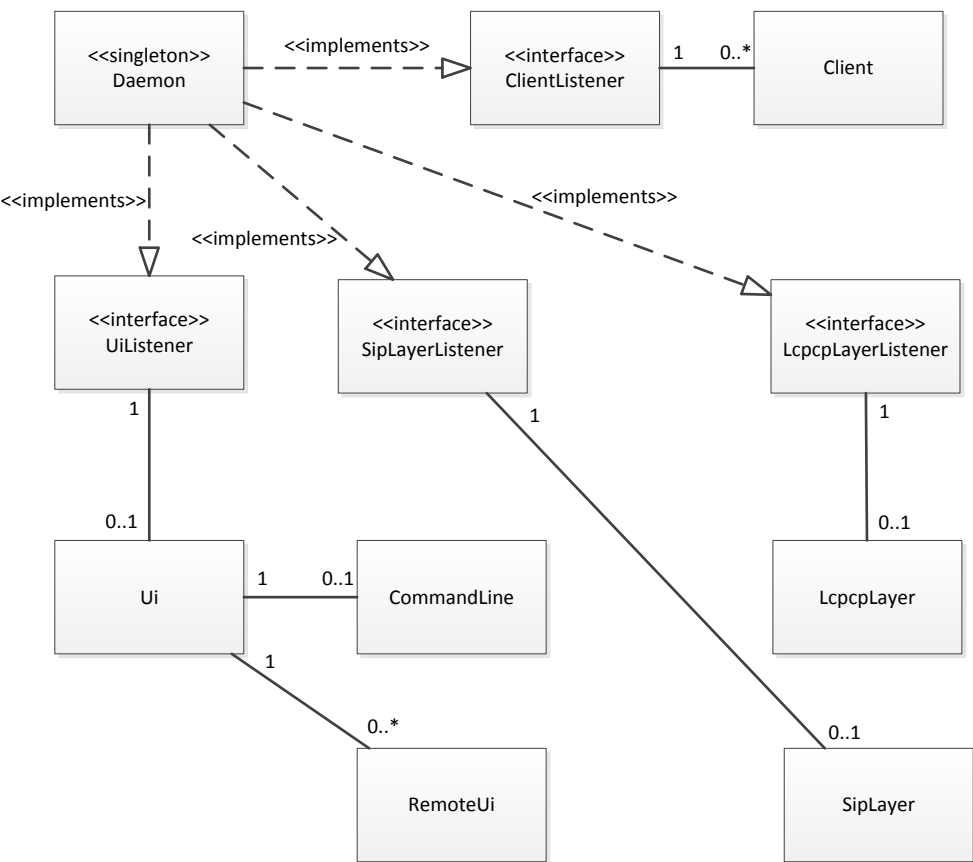 <<singleton>>
Daemon
<<implements>>
<<interface>>
ClientListener
1
0..*
Client
<<implements>>
<<implements>>
<<implements>>
<<interface>>
UiListener
<<interface>>
SipLayerListener
<<interface>>
LcpcpLayerListener
1
1
1
0..1
0..1
Ui
1
0..1
CommandLine
LcpcpLayer
1
0..*
0..1
RemoteUi
SipLayer